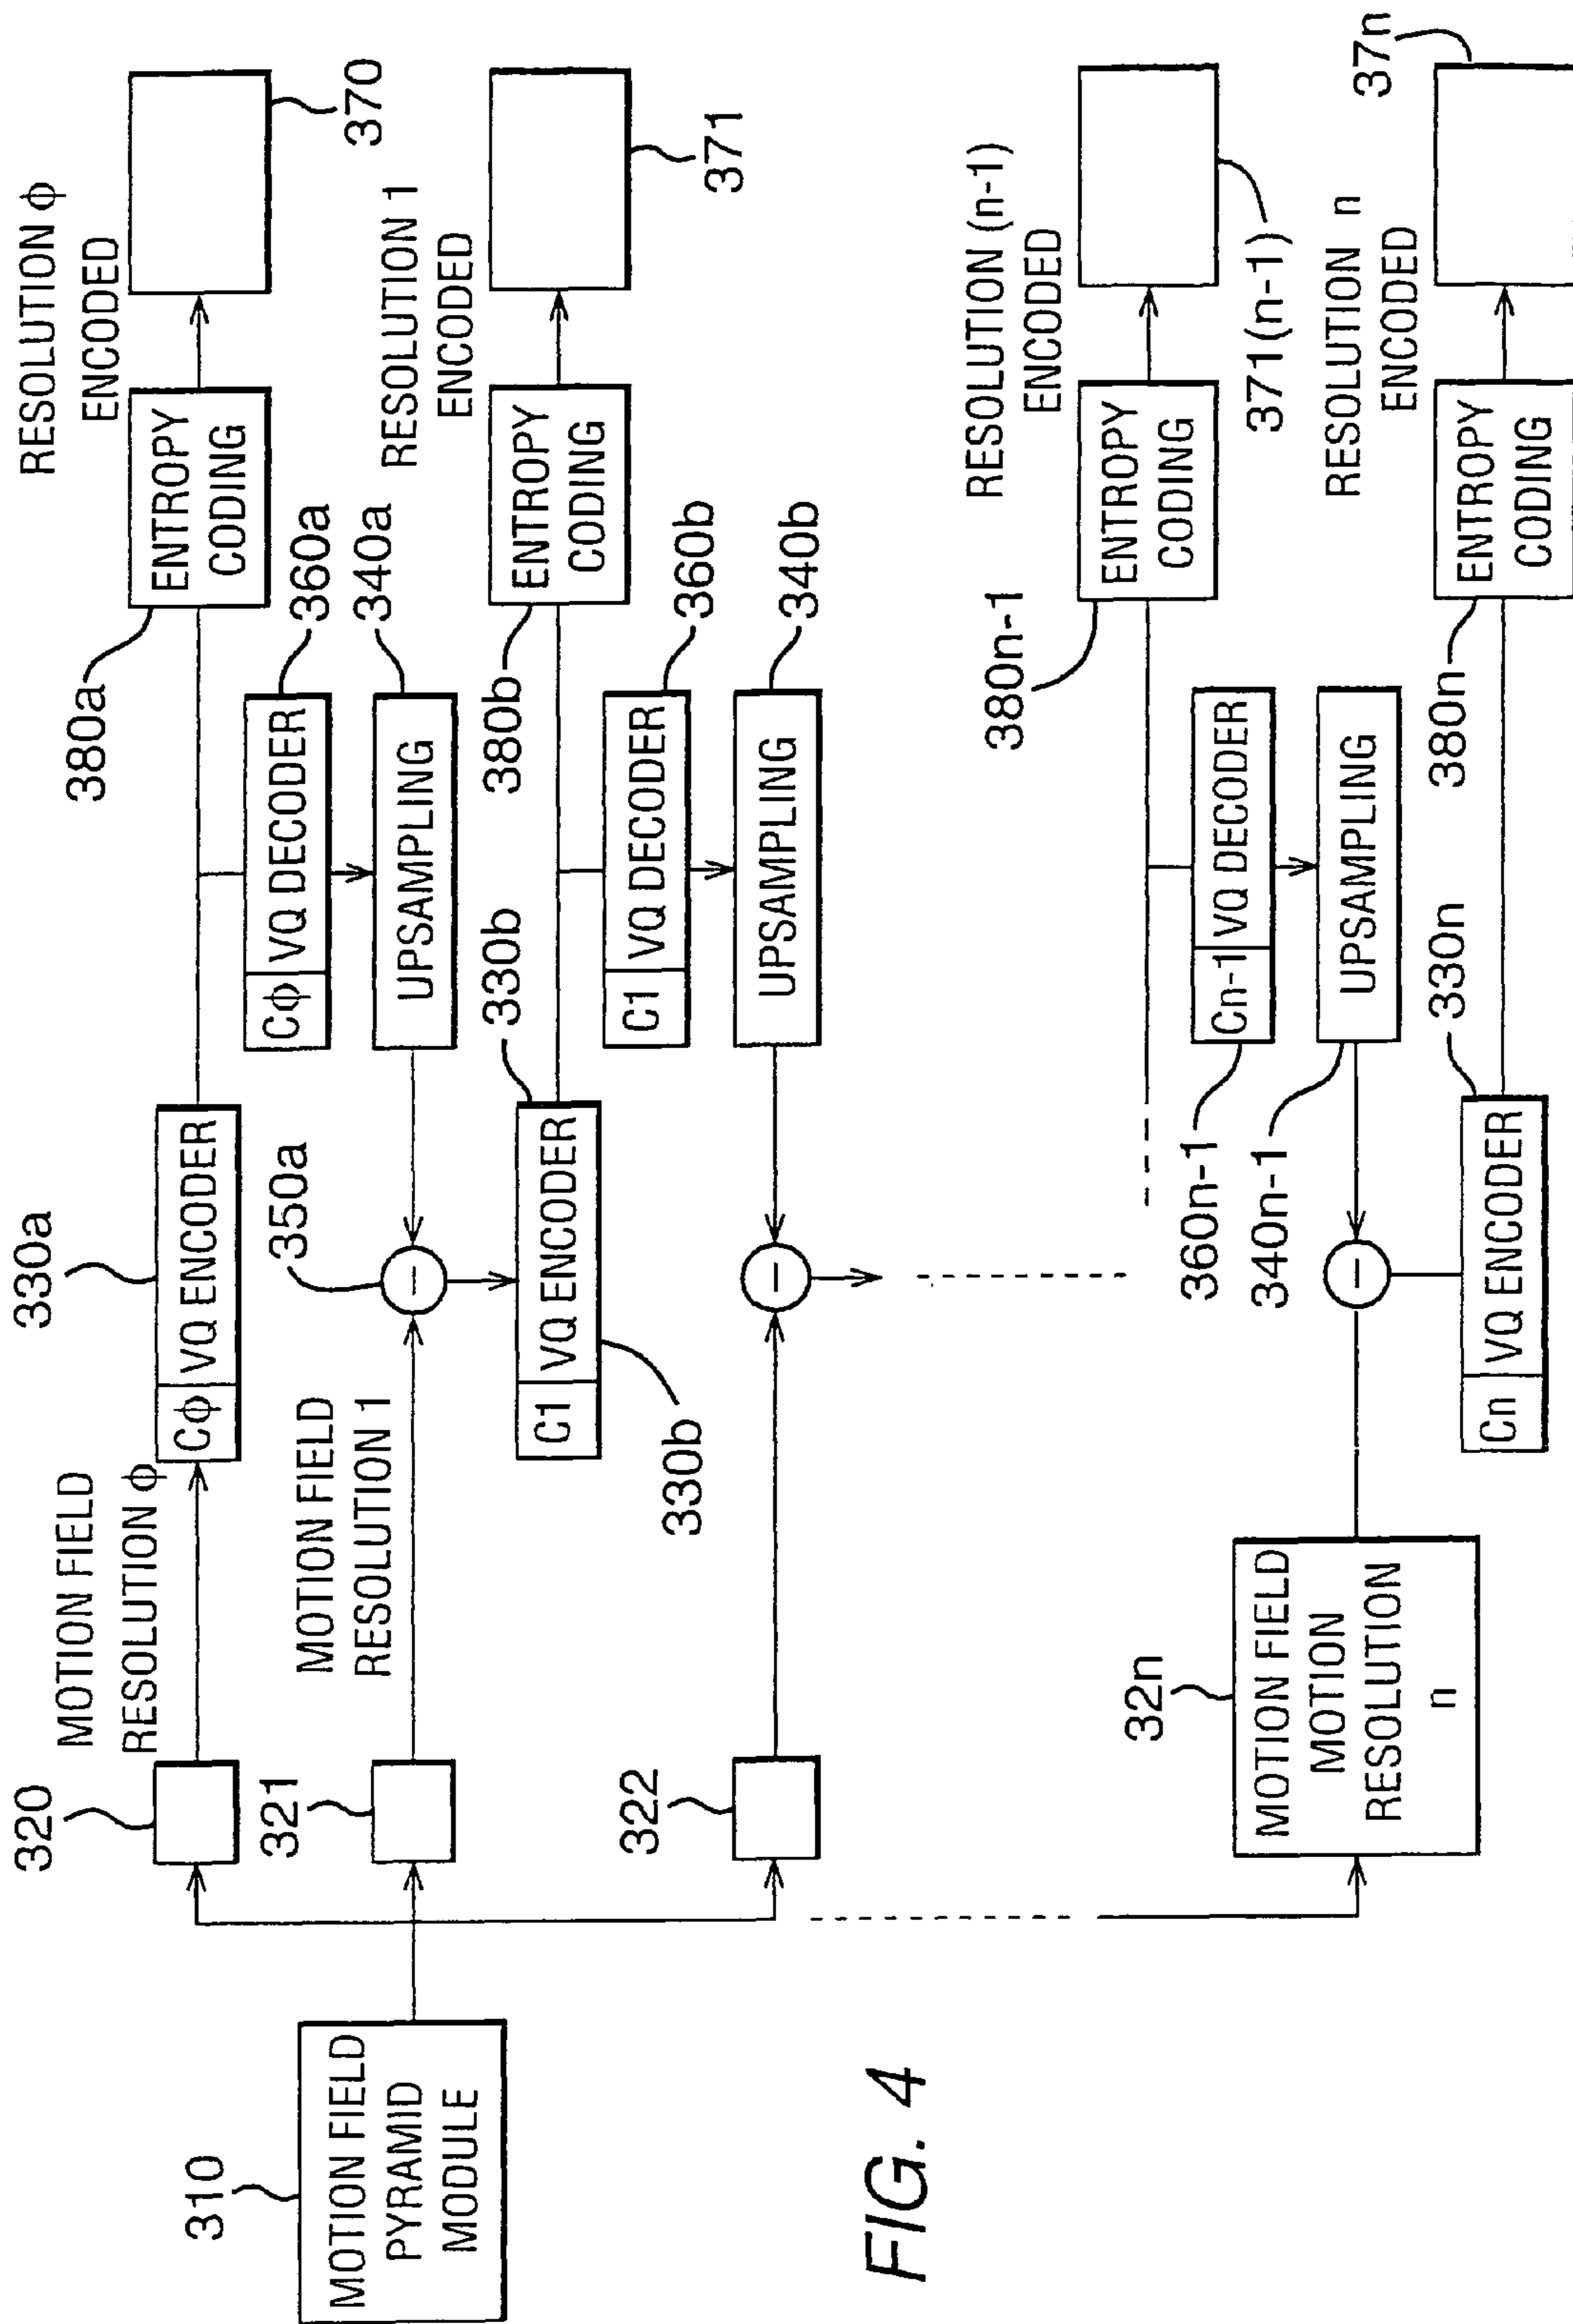 310
MOTION FIELD
PYRAMID
MODULE
320
MOTION FIELD
RESOLUTION ϕ
330a
Cϕ VQ ENCODER
380a
ENTROPY
CODING
RESOLUTION ϕ
ENCODED
370
Cϕ VQ DECODER
360a
UPSAMPLING
340a
321
MOTION FIELD
RESOLUTION 1
350a
−
330b
C1 VQ ENCODER
330b
380b
ENTROPY
CODING
RESOLUTION 1
ENCODED
371
C1 VQ DECODER
360b
UPSAMPLING
340b
322
−
380n-1
ENTROPY
CODING
RESOLUTION (n-1)
ENCODED
371(n-1)
Cn-1 VQ DECODER
360n-1
UPSAMPLING
340n-1
32n
MOTION FIELD
MOTION
RESOLUTION
n
−
330n
Cn VQ ENCODER
380n
ENTROPY
CODING
RESOLUTION n
ENCODED
37n
FIG. 4